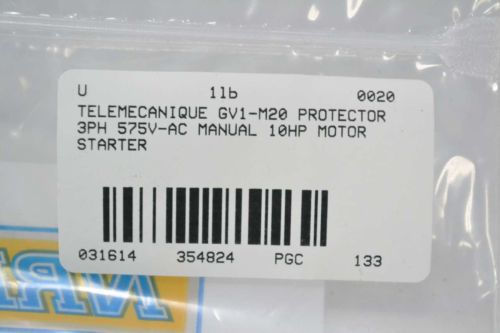 U 1lb 0020
TELEMECANIQUE GV1-M20 PROTECTOR
3PH 575V-AC MANUAL 10HP MOTOR
STARTER
031614 354824 PGC 133